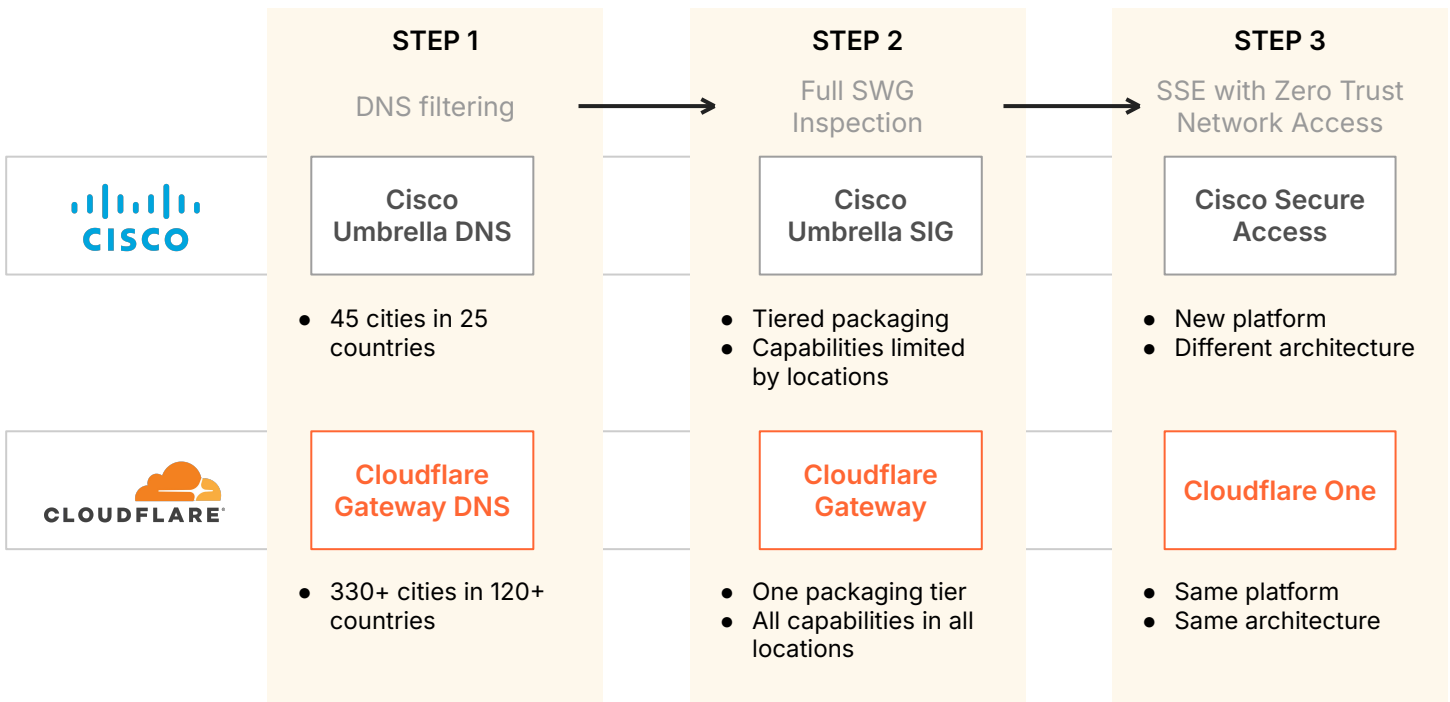 STEP 1
STEP 2
STEP 3
DNS filtering
Full SWG
Inspection
SSE with Zero Trust
Network Access
CISCO
Cisco
Umbrella DNS
Cisco
Umbrella SIG
Cisco Secure
Access
● 45 cities in 25
countries
● Tiered packaging
● Capabilities limited
by locations
● New platform
● Different architecture
CLOUDFLARE
Cloudflare
Gateway DNS
Cloudflare
Gateway
Cloudflare One
● 330+ cities in 120+
countries
● One packaging tier
● All capabilities in all
locations
● Same platform
● Same architecture